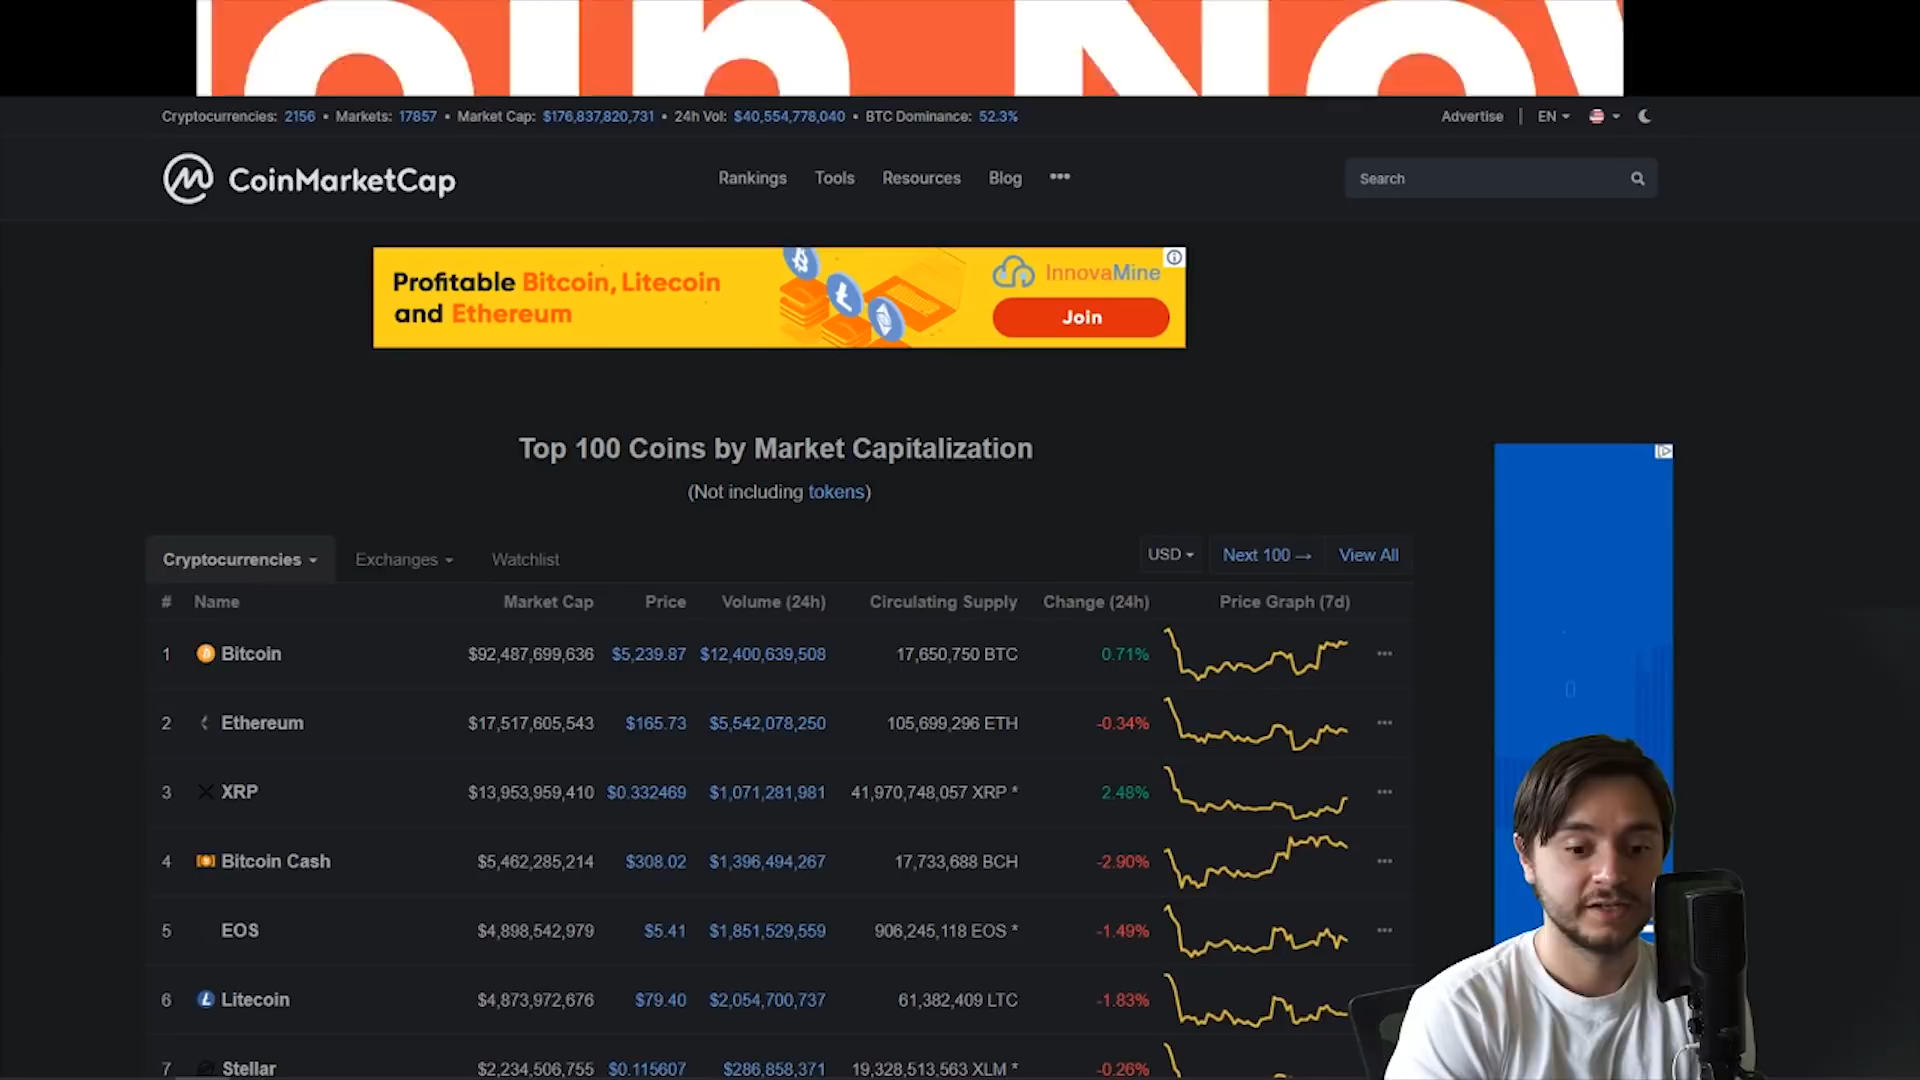 oin Nov
Cryptocurrencies: 2156 • Markets: 17857 • Market Cap: $176,837,820,731 • 24h Vol: $40,554,778,040 • BTC Dominance: 52.3%
Advertise | EN
CoinMarketCap
Rankings Tools Resources Blog •••
Search
Profitable Bitcoin, Litecoin
and Ethereum
InnovaMine
Join
Top 100 Coins by Market Capitalization
(Not including tokens)
Cryptocurrencies Exchanges Watchlist USD Next 100 → View All
# Name Market Cap Price Volume (24h) Circulating Supply Change (24h) Price Graph (7d)
1 Bitcoin $92,487,699,636 $5,239.87 $12,400,639,508 17,650,750 BTC 0.71%
2 Ethereum $17,517,605,543 $165.73 $5,542,078,250 105,699,296 ETH -0.34%
3 XRP $13,953,959,410 $0.332469 $1,071,281,981 41,970,748,057 XRP * 2.48%
4 Bitcoin Cash $5,462,285,214 $308.02 $1,396,494,267 17,733,688 BCH -2.90%
5 EOS $4,898,542,979 $5.41 $1,851,529,559 906,245,118 EOS * -1.49%
6 Litecoin $4,873,972,676 $79.40 $2,054,700,737 61,382,409 LTC -1.83%
7 Stellar $2,234,506,755 $0.115607 $286,858,371 19,328,513,563 XLM * -0.26%